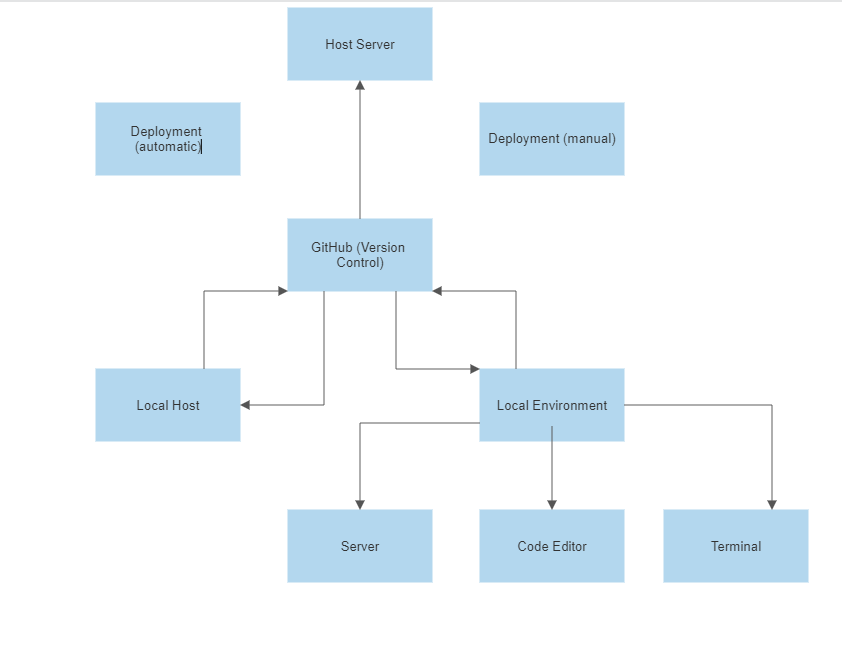 Host Server
Deployment
(automatic)
Deployment (manual)
GitHub (Version
Control)
Local Host
Local Environment
Server
Code Editor
Terminal